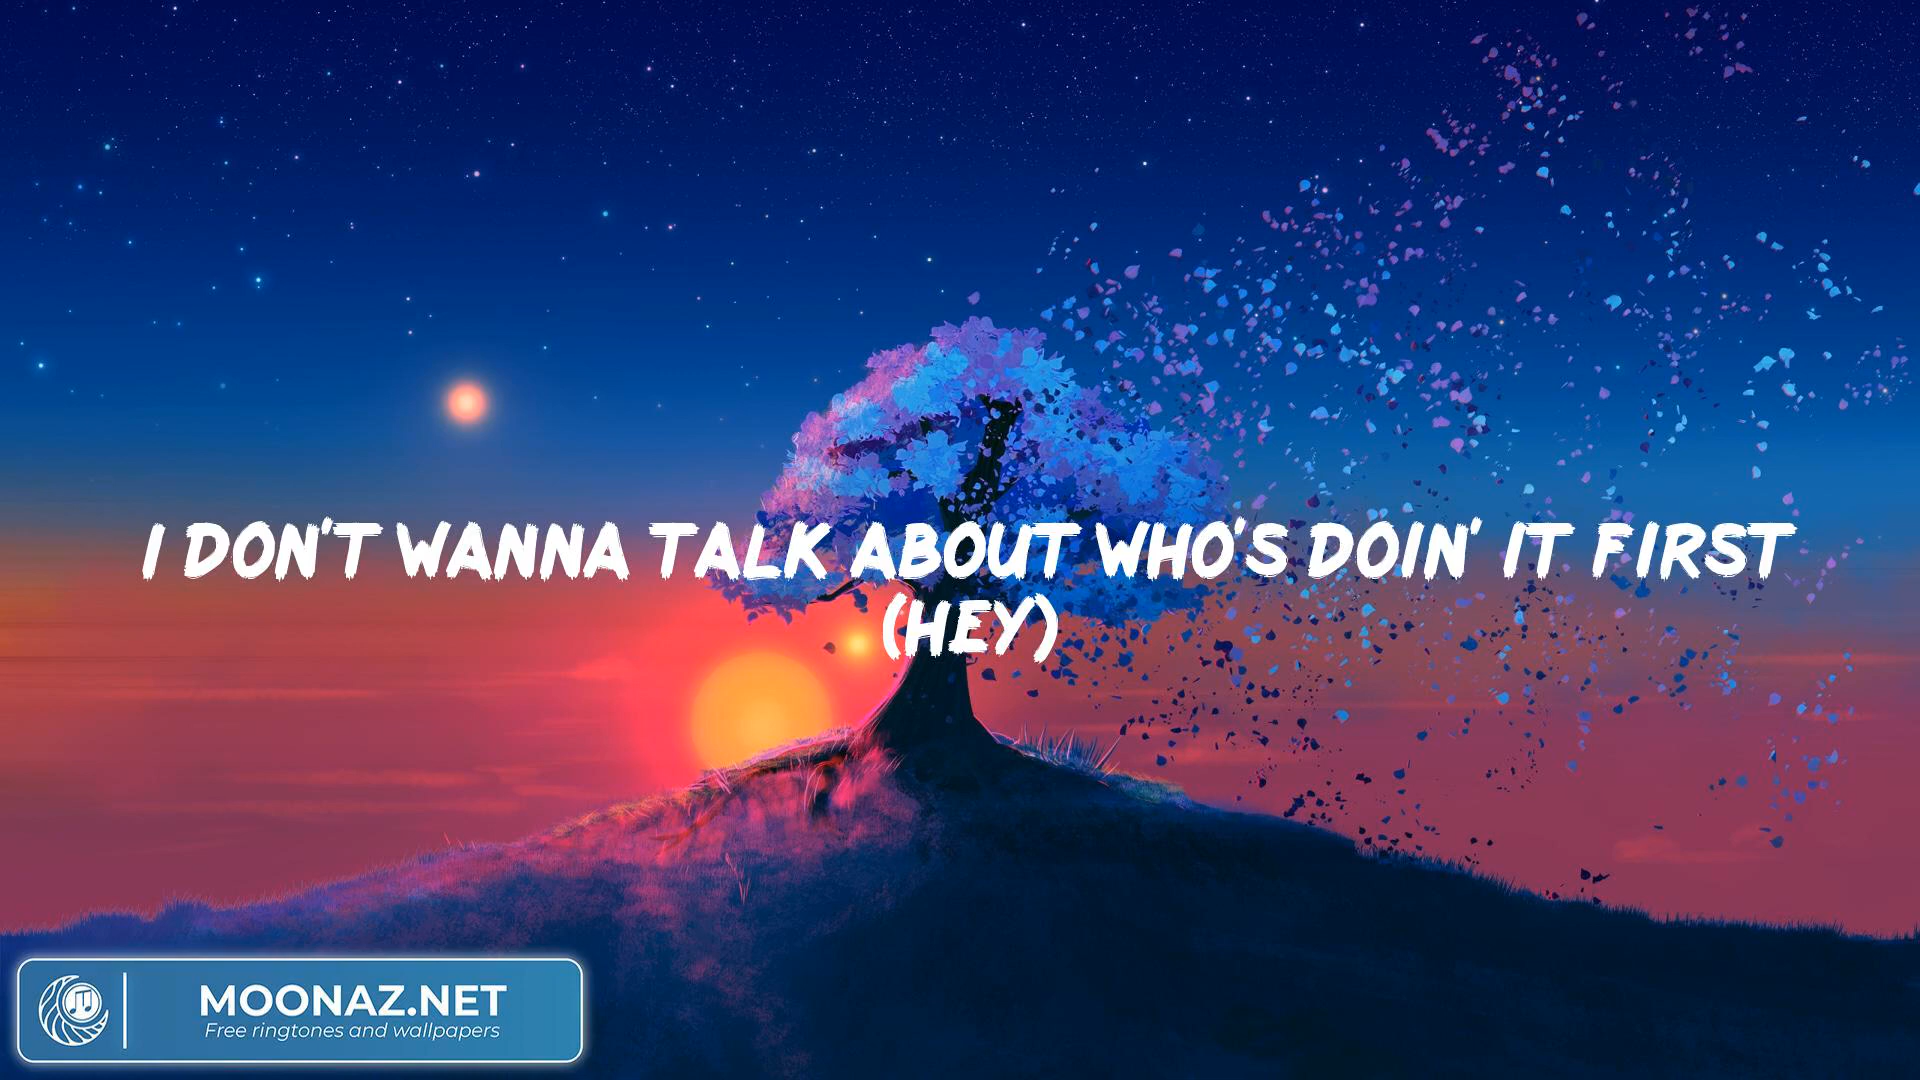 I DON'T WANNA TALK ABOUT WHO'S DOIN' IT FIRST
(HEY)
MOONAZ.NET
Free ringtones and wallpapers